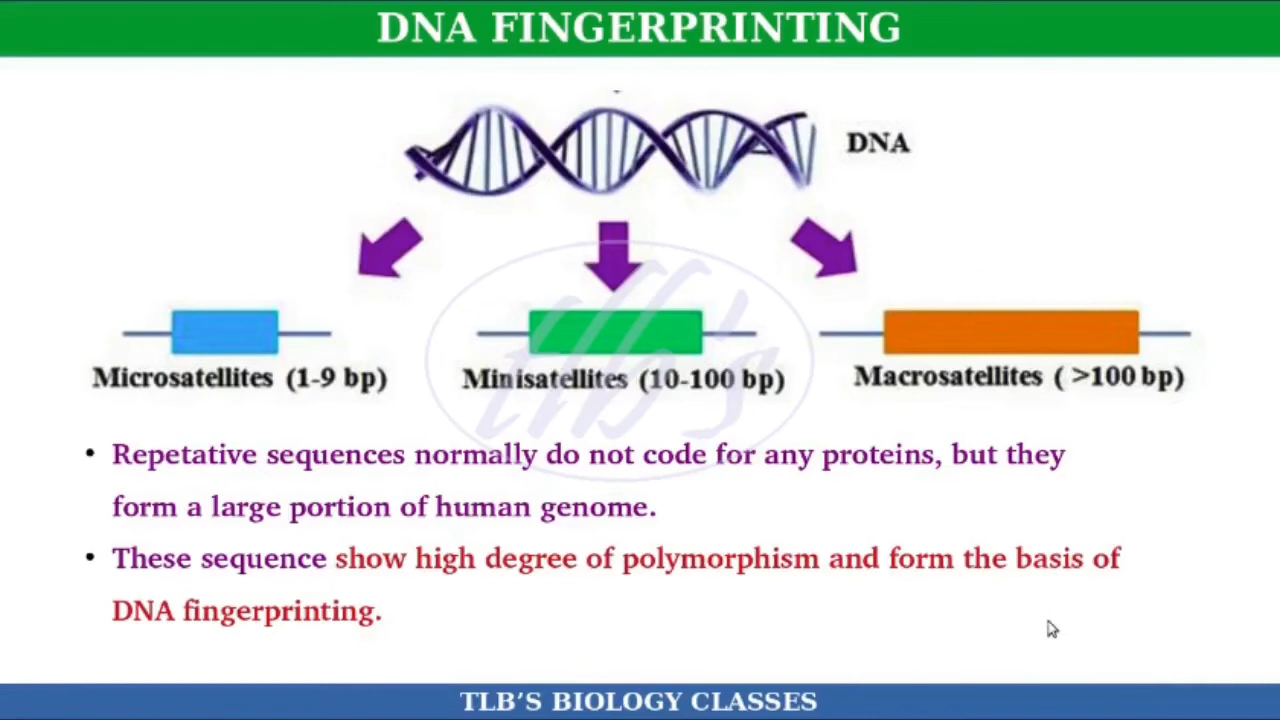 DNA FINGERPRINTING
DNA
Microsatellites (1-9 bp)
Minisatellites (10-100 bp)
Macrosatellites ( >100 bp)
tlb's
• Repetative sequences normally do not code for any proteins, but they
form a large portion of human genome.
• These sequence show high degree of polymorphism and form the basis of
DNA fingerprinting.
TLB'S BIOLOGY CLASSES